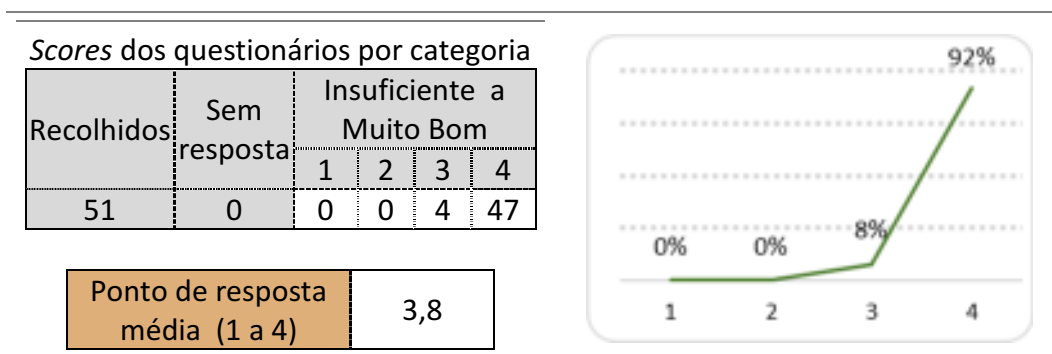 Scores dos questionários por categoria
Recolhidos
Sem
resposta
Insuficiente a
Muito Bom
1 2 3 4
51 0 0 0 4 47
Ponto de resposta
média (1 a 4)
3,8
92%
8%
0% 0%
1 2 3 4